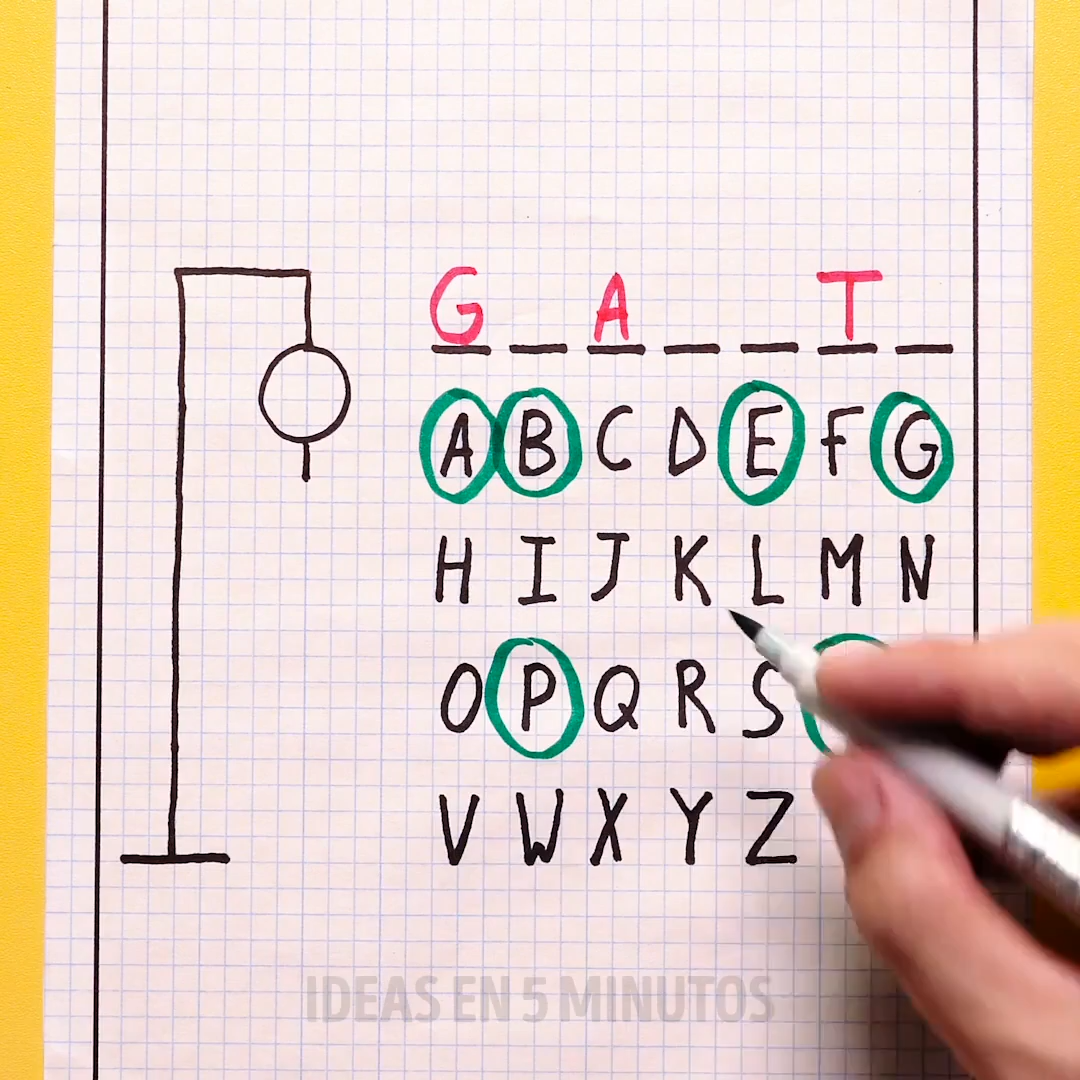 G _ A _ _ T _
A B C D E F G
H I J K L M N
O P Q R S
V W X Y Z
IDEAS EN 5 MINUTOS